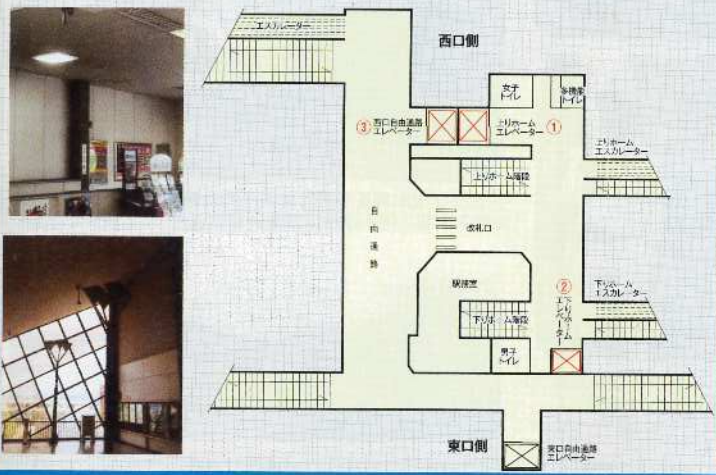 エスカレーター
西口側
女子
トイレ
多機能
トイレ
③ 西口自由通路
エレベーター
上りホーム
エレベーター
①
上りホーム
エスカレーター
上りホーム階段
自由通路
改札口
駅務室
②
下りホーム
エレベーター
下りホーム
エスカレーター
下りホーム階段
男子
トイレ
東口側
東口自由通路
エレベーター